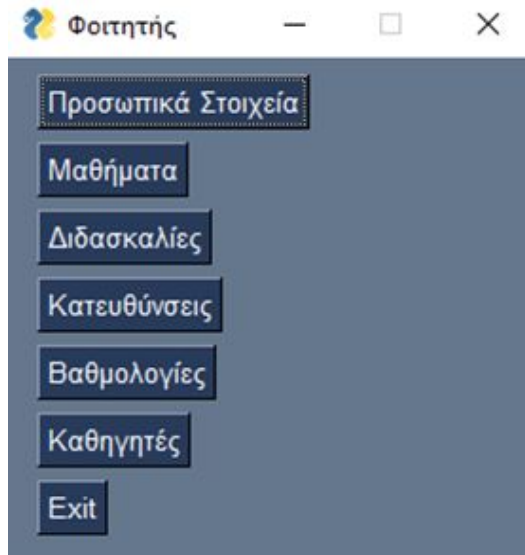 Φοιτητής
Προσωπικά Στοιχεία
Μαθήματα
Διδασκαλίες
Κατευθύνσεις
Βαθμολογίες
Καθηγητές
Exit